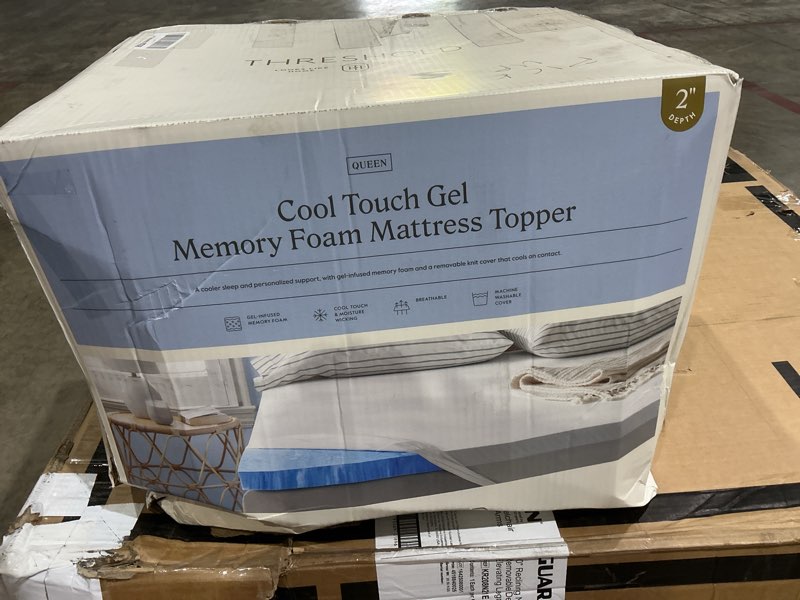 THRESHOLD
2"
DEPTH
QUEEN
Cool Touch Gel
Memory Foam Mattress Topper
A cooler sleep and personalized support, with gel-infused memory foam and a removable knit cover that cools on contact.
GEL-INFUSED
MEMORY FOAM
COOL TOUCH
& MOISTURE
WICKING
BREATHABLE
MACHINE
WASHABLE
COVER
GUAR